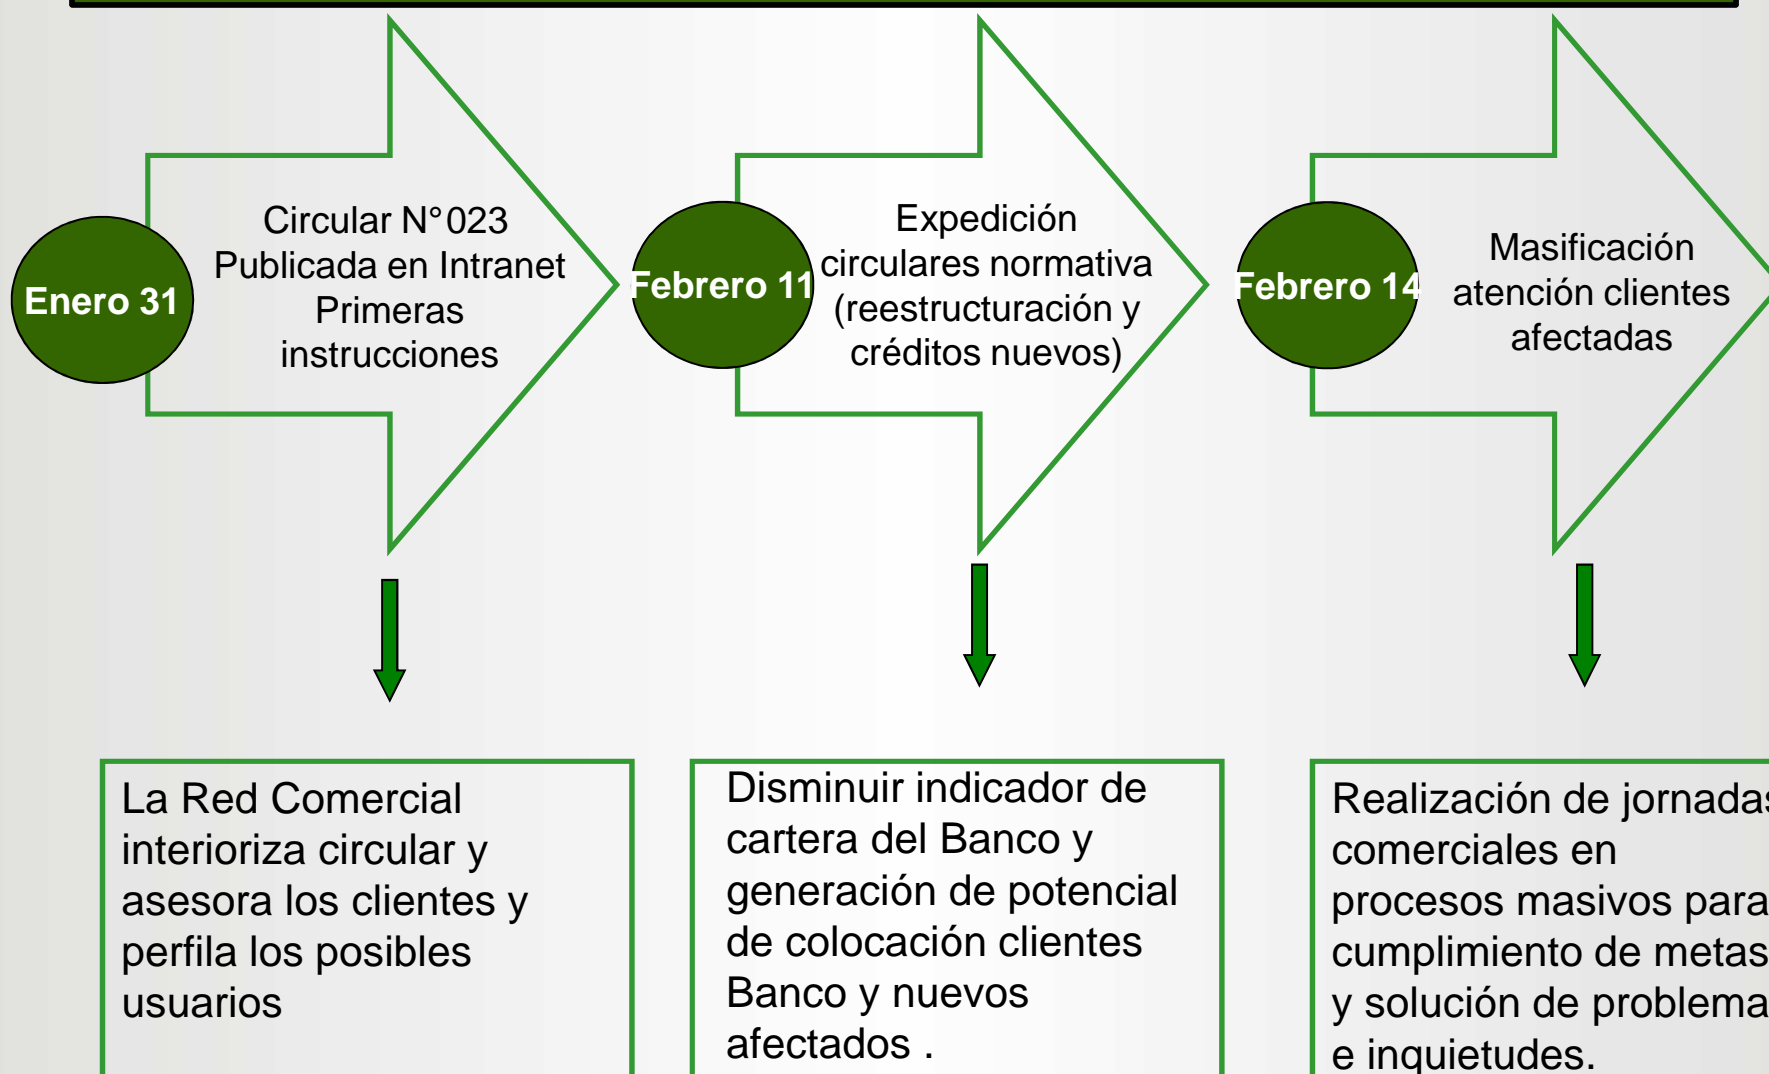 Enero 31
Circular N°023
Publicada en Intranet
Primeras
instrucciones
Febrero 11
Expedición
circulares normativa
(reestructuración y
créditos nuevos)
Febrero 14
Masificación
atención clientes
afectadas
La Red Comercial
interioriza circular y
asesora los clientes y
perfila los posibles
usuarios
Disminuir indicador de
cartera del Banco y
generación de potencial
de colocación clientes
Banco y nuevos
afectados .
Realización de jornadas
comerciales en
procesos masivos para
cumplimiento de metas
y solución de problema
e inquietudes.